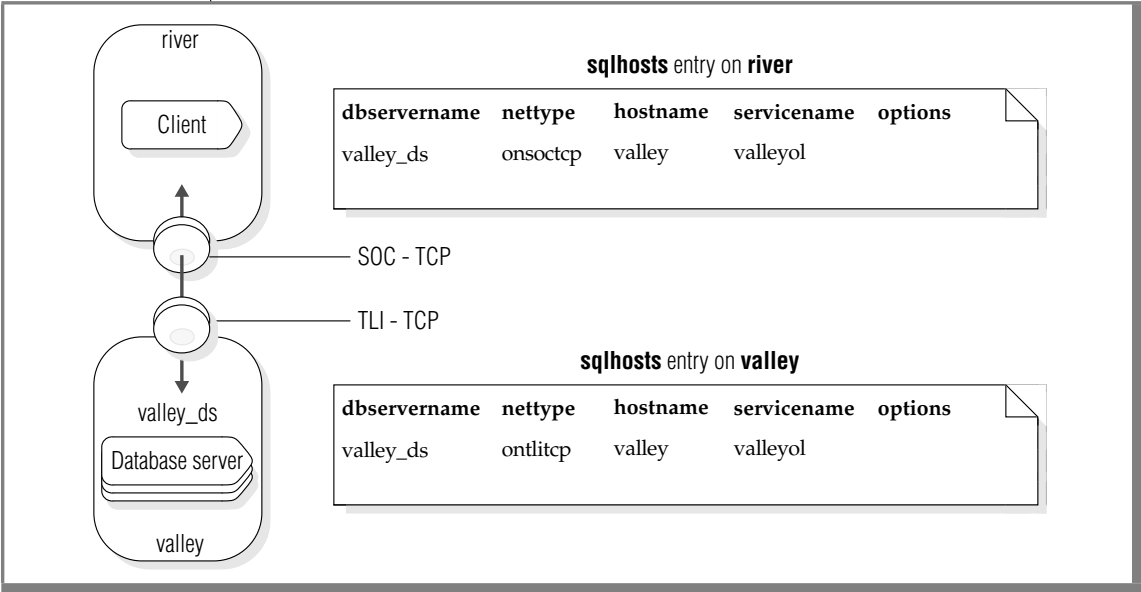 river
Client
sqlhosts entry on river
dbservername nettype hostname servicename options
valley_ds onsoctcp valley valleyol
SOC - TCP
TLI - TCP
sqlhosts entry on valley
dbservername nettype hostname servicename options
valley_ds ontlitcp valley valleyol
valley_ds
Database server
valley